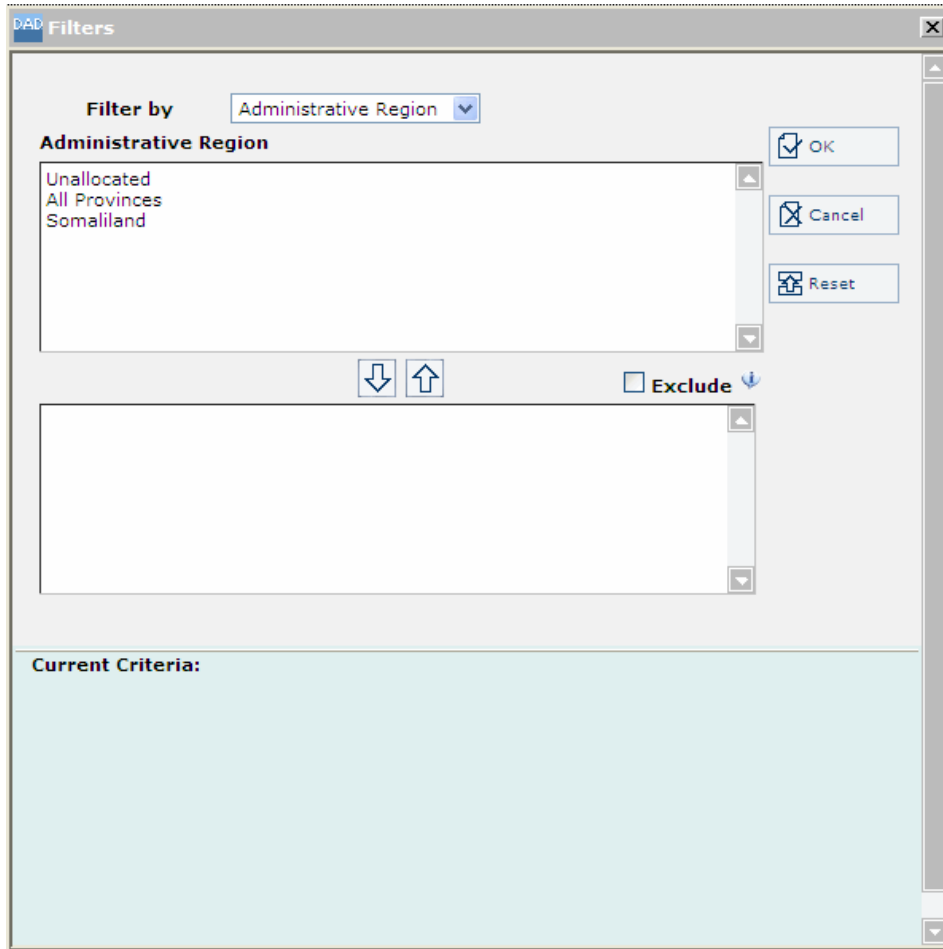 DAD Filters
Filter by Administrative Region
Administrative Region
OK
Unallocated
All Provinces
Somaliland
Cancel
Reset
Exclude
Current Criteria: